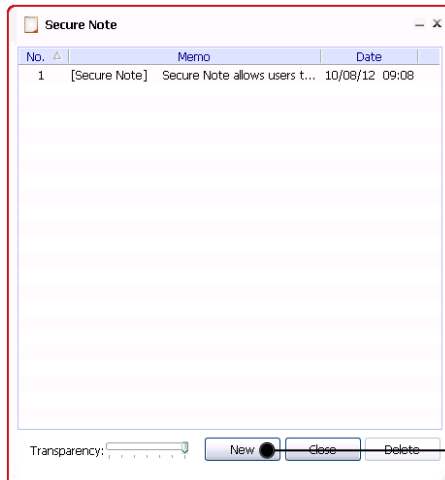 Secure Note
No. Memo Date
1 [Secure Note] Secure Note allows users t... 10/08/12 09:08
Transparency: New Close Delete